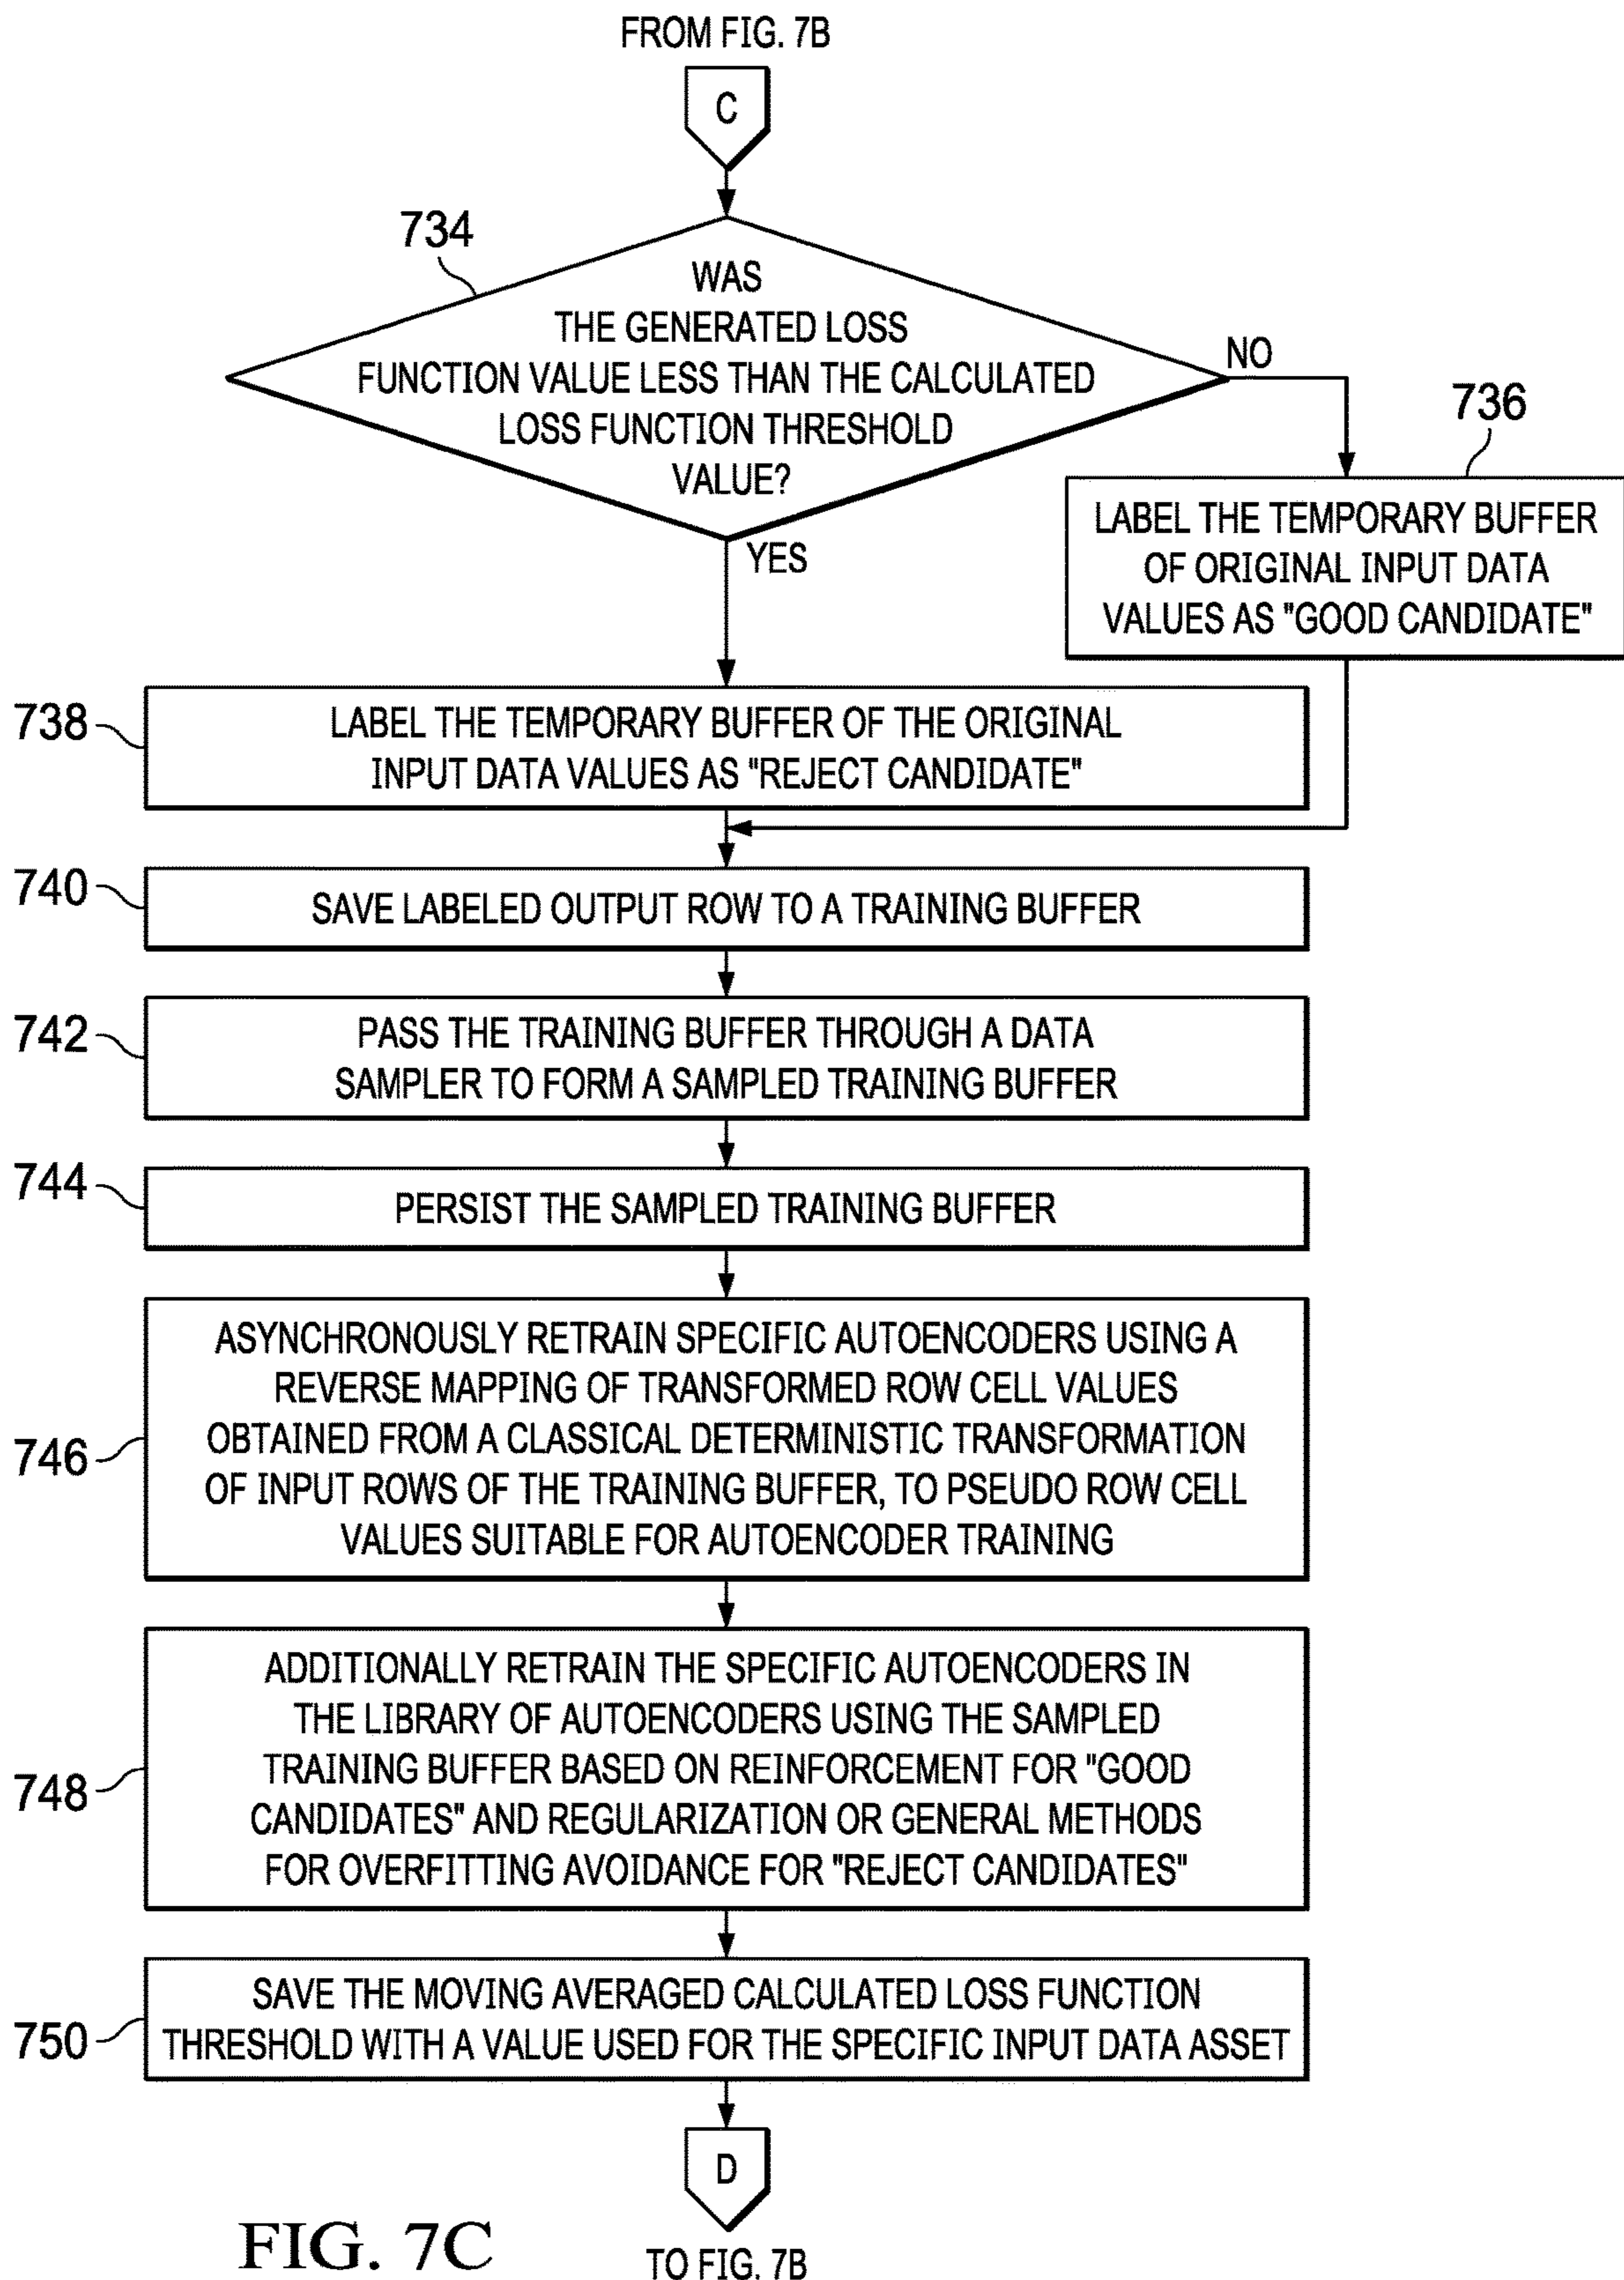 FROM FIG. 7B
C
734
WAS
THE GENERATED LOSS
FUNCTION VALUE LESS THAN THE CALCULATED
LOSS FUNCTION THRESHOLD
VALUE?
NO
YES
736
LABEL THE TEMPORARY BUFFER
OF ORIGINAL INPUT DATA
VALUES AS "GOOD CANDIDATE"
738
LABEL THE TEMPORARY BUFFER OF THE ORIGINAL
INPUT DATA VALUES AS "REJECT CANDIDATE"
740
SAVE LABELED OUTPUT ROW TO A TRAINING BUFFER
742
PASS THE TRAINING BUFFER THROUGH A DATA
SAMPLER TO FORM A SAMPLED TRAINING BUFFER
744
PERSIST THE SAMPLED TRAINING BUFFER
746
ASYNCHRONOUSLY RETRAIN SPECIFIC AUTOENCODERS USING A
REVERSE MAPPING OF TRANSFORMED ROW CELL VALUES
OBTAINED FROM A CLASSICAL DETERMINISTIC TRANSFORMATION
OF INPUT ROWS OF THE TRAINING BUFFER, TO PSEUDO ROW CELL
VALUES SUITABLE FOR AUTOENCODER TRAINING
748
ADDITIONALLY RETRAIN THE SPECIFIC AUTOENCODERS IN
THE LIBRARY OF AUTOENCODERS USING THE SAMPLED
TRAINING BUFFER BASED ON REINFORCEMENT FOR "GOOD
CANDIDATES" AND REGULARIZATION OR GENERAL METHODS
FOR OVERFITTING AVOIDANCE FOR "REJECT CANDIDATES"
750
SAVE THE MOVING AVERAGED CALCULATED LOSS FUNCTION
THRESHOLD WITH A VALUE USED FOR THE SPECIFIC INPUT DATA ASSET
D
FIG. 7C
TO FIG. 7B